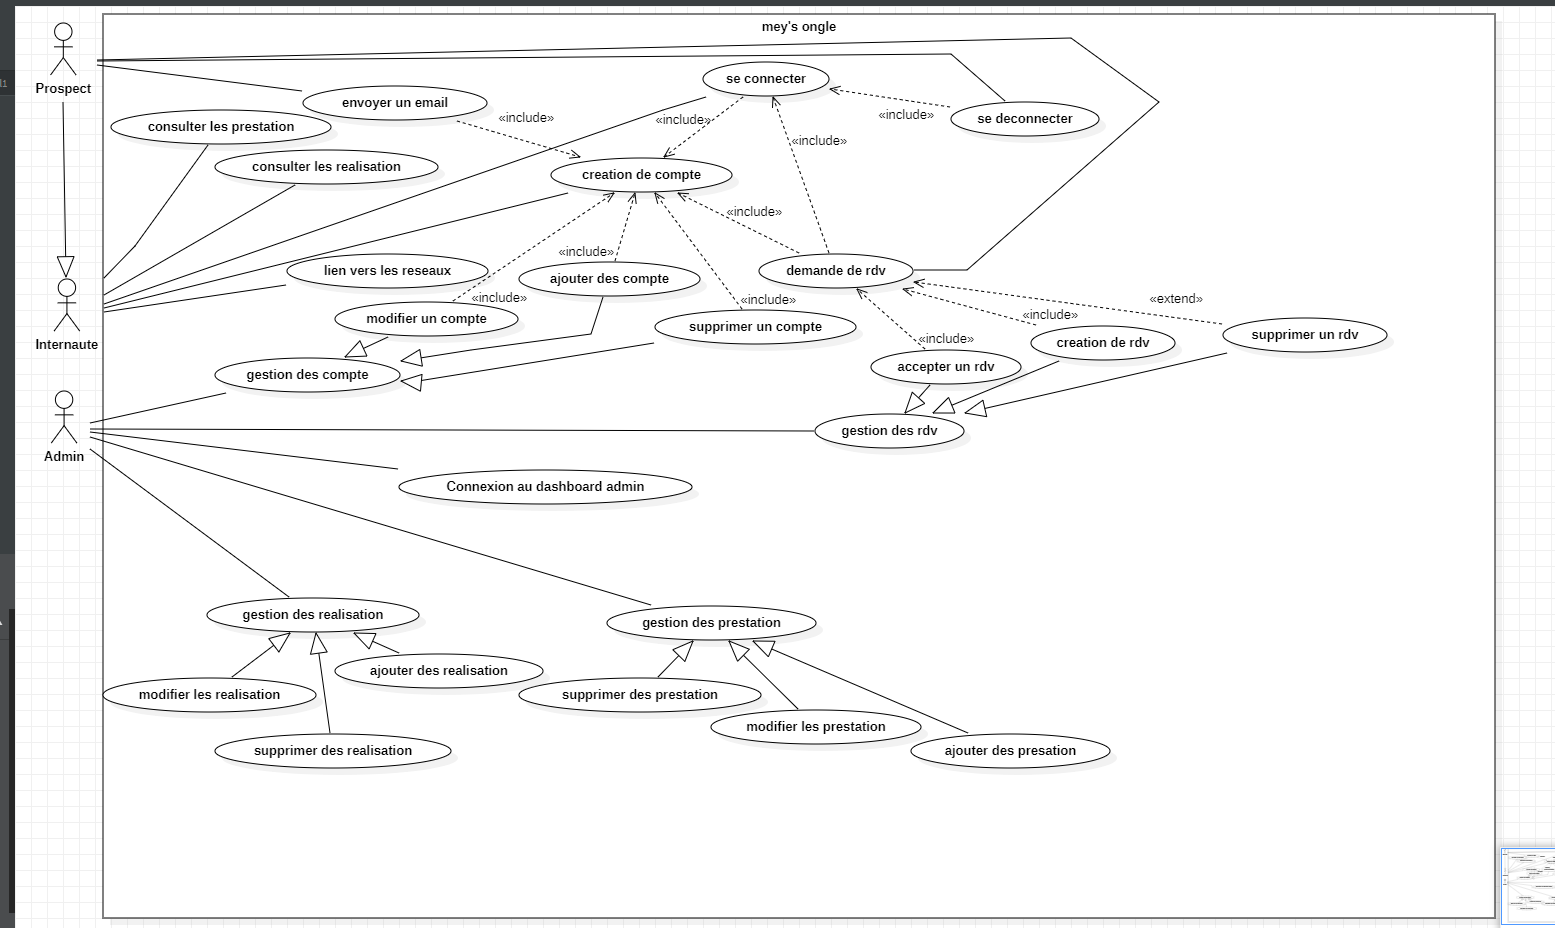 mey's ongle
l1
Prospect
se connecter
envoyer un email
«include»
«include»
«include»
se deconnecter
consulter les prestation
«include»
consulter les realisation
creation de compte
«include»
«include»
lien vers les reseaux
ajouter des compte
demande de rdv
«include»
«include»
«extend»
modifier un compte
supprimer un compte
«include»
supprimer un rdv
Internaute
«include»
creation de rdv
gestion des compte
accepter un rdv
gestion des rdv
Admin
Connexion au dashboard admin
gestion des realisation
gestion des prestation
ajouter des realisation
modifier les realisation
supprimer des prestation
modifier les prestation
supprimer des realisation
ajouter des presation